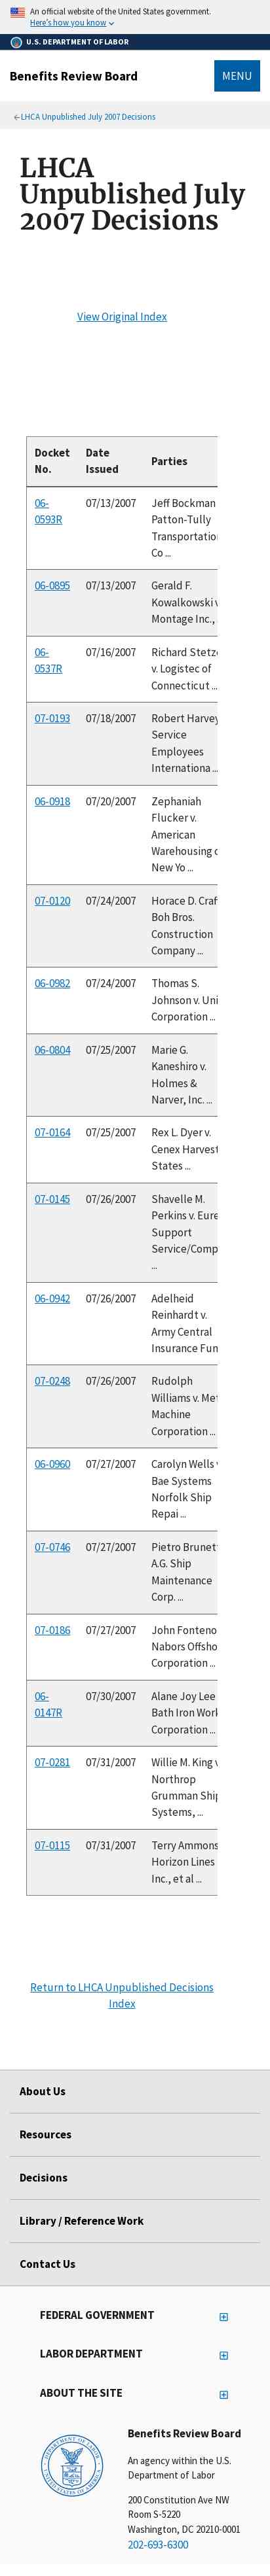 An official website of the United States government.
Here's how you know
U.S. DEPARTMENT OF LABOR
Benefits Review Board
MENU
LHCA Unpublished July 2007 Decisions
LHCA
Unpublished July
2007 Decisions
View Original Index
Docket No. Date Issued Parties
06-0593R 07/13/2007 Jeff Bockman
Patton-Tully
Transportation
Co ...
06-0895 07/13/2007 Gerald F.
Kowalkowski v
Montage Inc.,
06-0537R 07/16/2007 Richard Stetzo
v. Logistec of
Connecticut ...
07-0193 07/18/2007 Robert Harvey
Service
Employees
Internationa ...
06-0918 07/20/2007 Zephaniah
Flucker v.
American
Warehousing o
New Yo ...
07-0120 07/24/2007 Horace D. Craf
Boh Bros.
Construction
Company ...
06-0982 07/24/2007 Thomas S.
Johnson v. Uni
Corporation ...
06-0804 07/25/2007 Marie G.
Kaneshiro v.
Holmes &
Narver, Inc. ...
07-0164 07/25/2007 Rex L. Dyer v.
Cenex Harvest
States ...
07-0145 07/26/2007 Shavelle M.
Perkins v. Eure
Support
Service/Comp
...
06-0942 07/26/2007 Adelheid
Reinhardt v.
Army Central
Insurance Fun
07-0248 07/26/2007 Rudolph
Williams v. Met
Machine
Corporation ...
06-0960 07/27/2007 Carolyn Wells v
Bae Systems
Norfolk Ship
Repai ...
07-0746 07/27/2007 Pietro Brunett
A.G. Ship
Maintenance
Corp. ...
07-0186 07/27/2007 John Fonteno
Nabors Offsho
Corporation ...
06-0147R 07/30/2007 Alane Joy Lee
Bath Iron Work
Corporation ...
07-0281 07/31/2007 Willie M. King v
Northrop
Grumman Ship
Systems, ...
07-0115 07/31/2007 Terry Ammons
Horizon Lines
Inc., et al ...
Return to LHCA Unpublished Decisions
Index
About Us
Resources
Decisions
Library / Reference Work
Contact Us
FEDERAL GOVERNMENT
LABOR DEPARTMENT
ABOUT THE SITE
Benefits Review Board
An agency within the U.S.
Department of Labor
200 Constitution Ave NW
Room S-5220
Washington, DC 20210-0001
202-693-6300